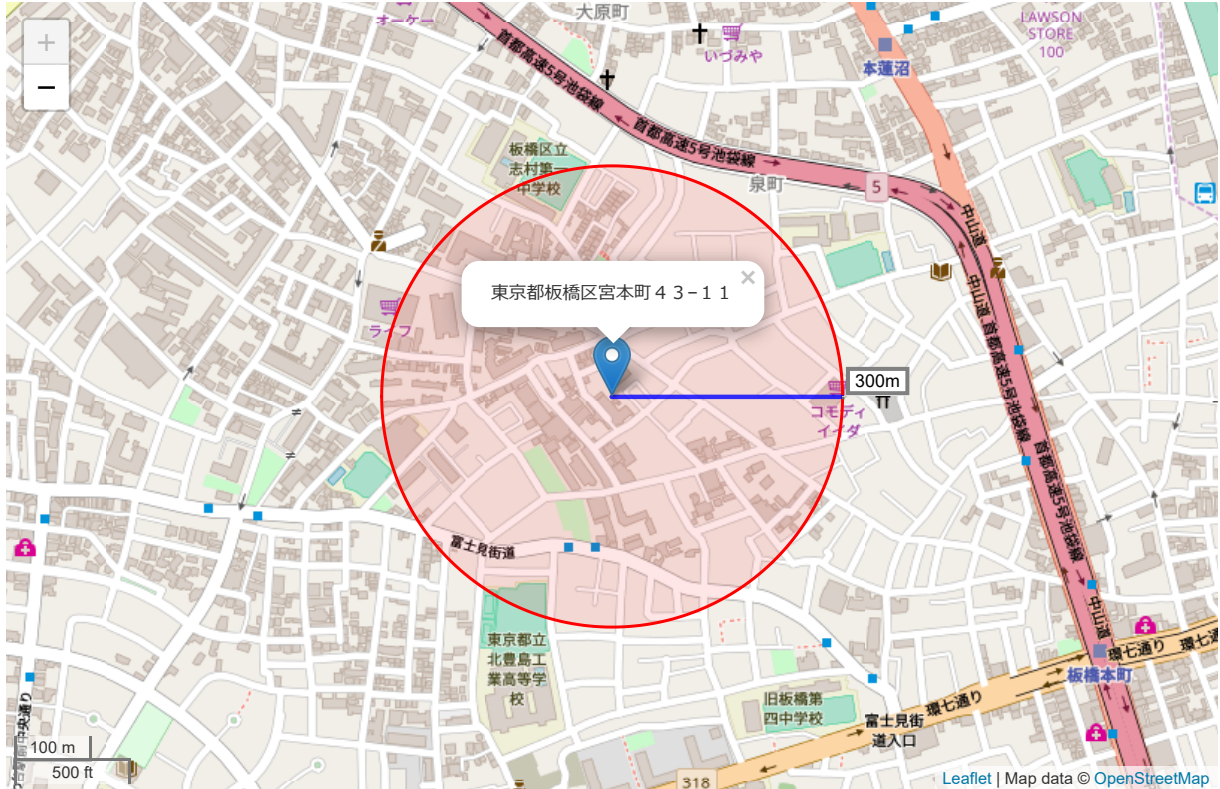 +
−
オーケー
大原町
いづみや
LAWSON
STORE
100
本蓮沼
首都高速5号池袋線
首都高速5号池袋線
板橋区立
志村第一
中学校
泉町
5
中山道
東京都板橋区宮本町４３−１１
×
ライフ
中山道
首都高速5号池袋線
300m
コモディ
イイダ
首都高速5号池袋線
富士見街道
中山道
東京都立
北豊島工
業高等学
校
環七通り
環七通り
板橋本町
旧板橋第
四中学校
環七通り
富士見街
道入口
318
100 m
500 ft
Leaflet | Map data © OpenStreetMap